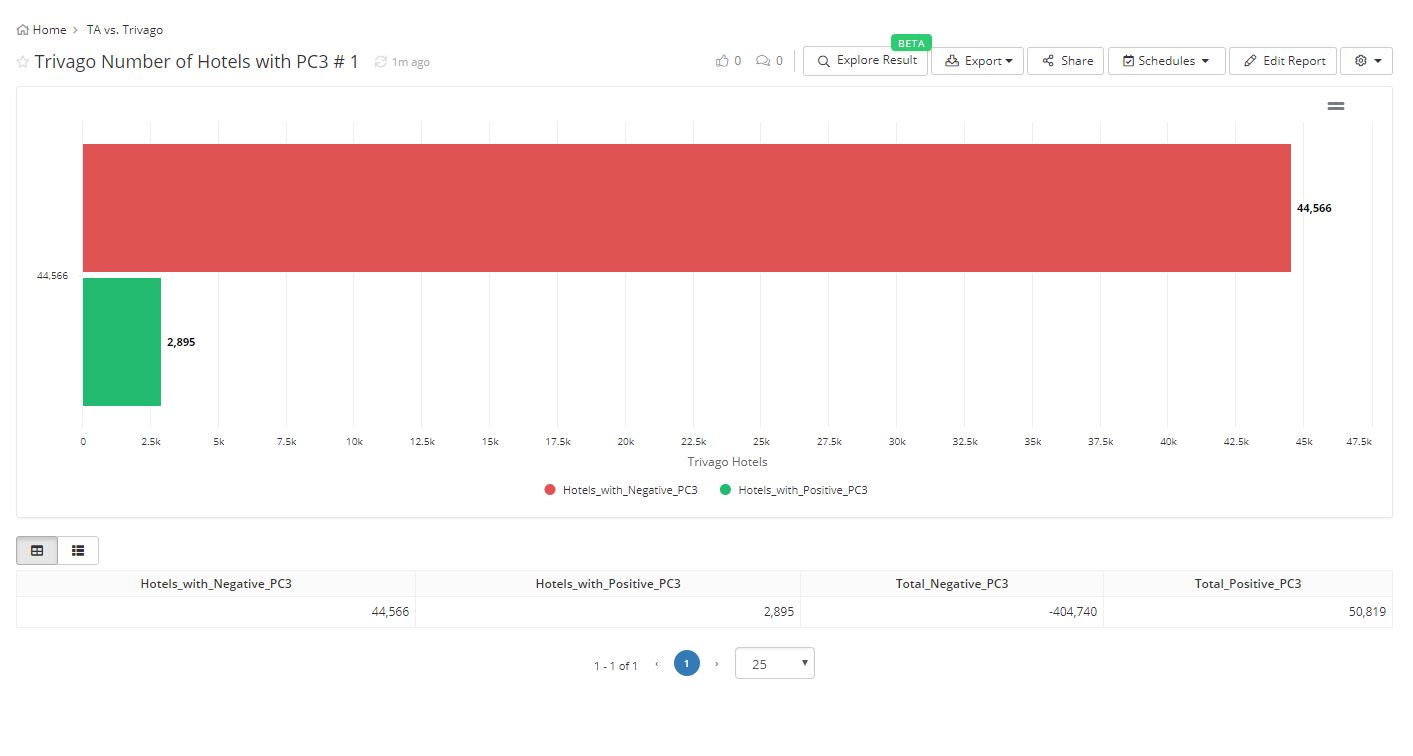 Home > TA vs. Trivago
BETA
Trivago Number of Hotels with PC3 # 1 1m ago 0 0 Explore Result Export Share Schedules Edit Report
44,566
44,566
2,895
0 2.5k 5k 7.5k 10k 12.5k 15k 17.5k 20k 22.5k 25k 27.5k 30k 32.5k 35k 37.5k 40k 42.5k 45k 47.5k
Trivago Hotels
Hotels_with_Negative_PC3 Hotels_with_Positive_PC3
Hotels_with_Negative_PC3 Hotels_with_Positive_PC3 Total_Negative_PC3 Total_Positive_PC3
44,566 2,895 -404,740 50,819
1 - 1 of 1 ‹ 1 › 25